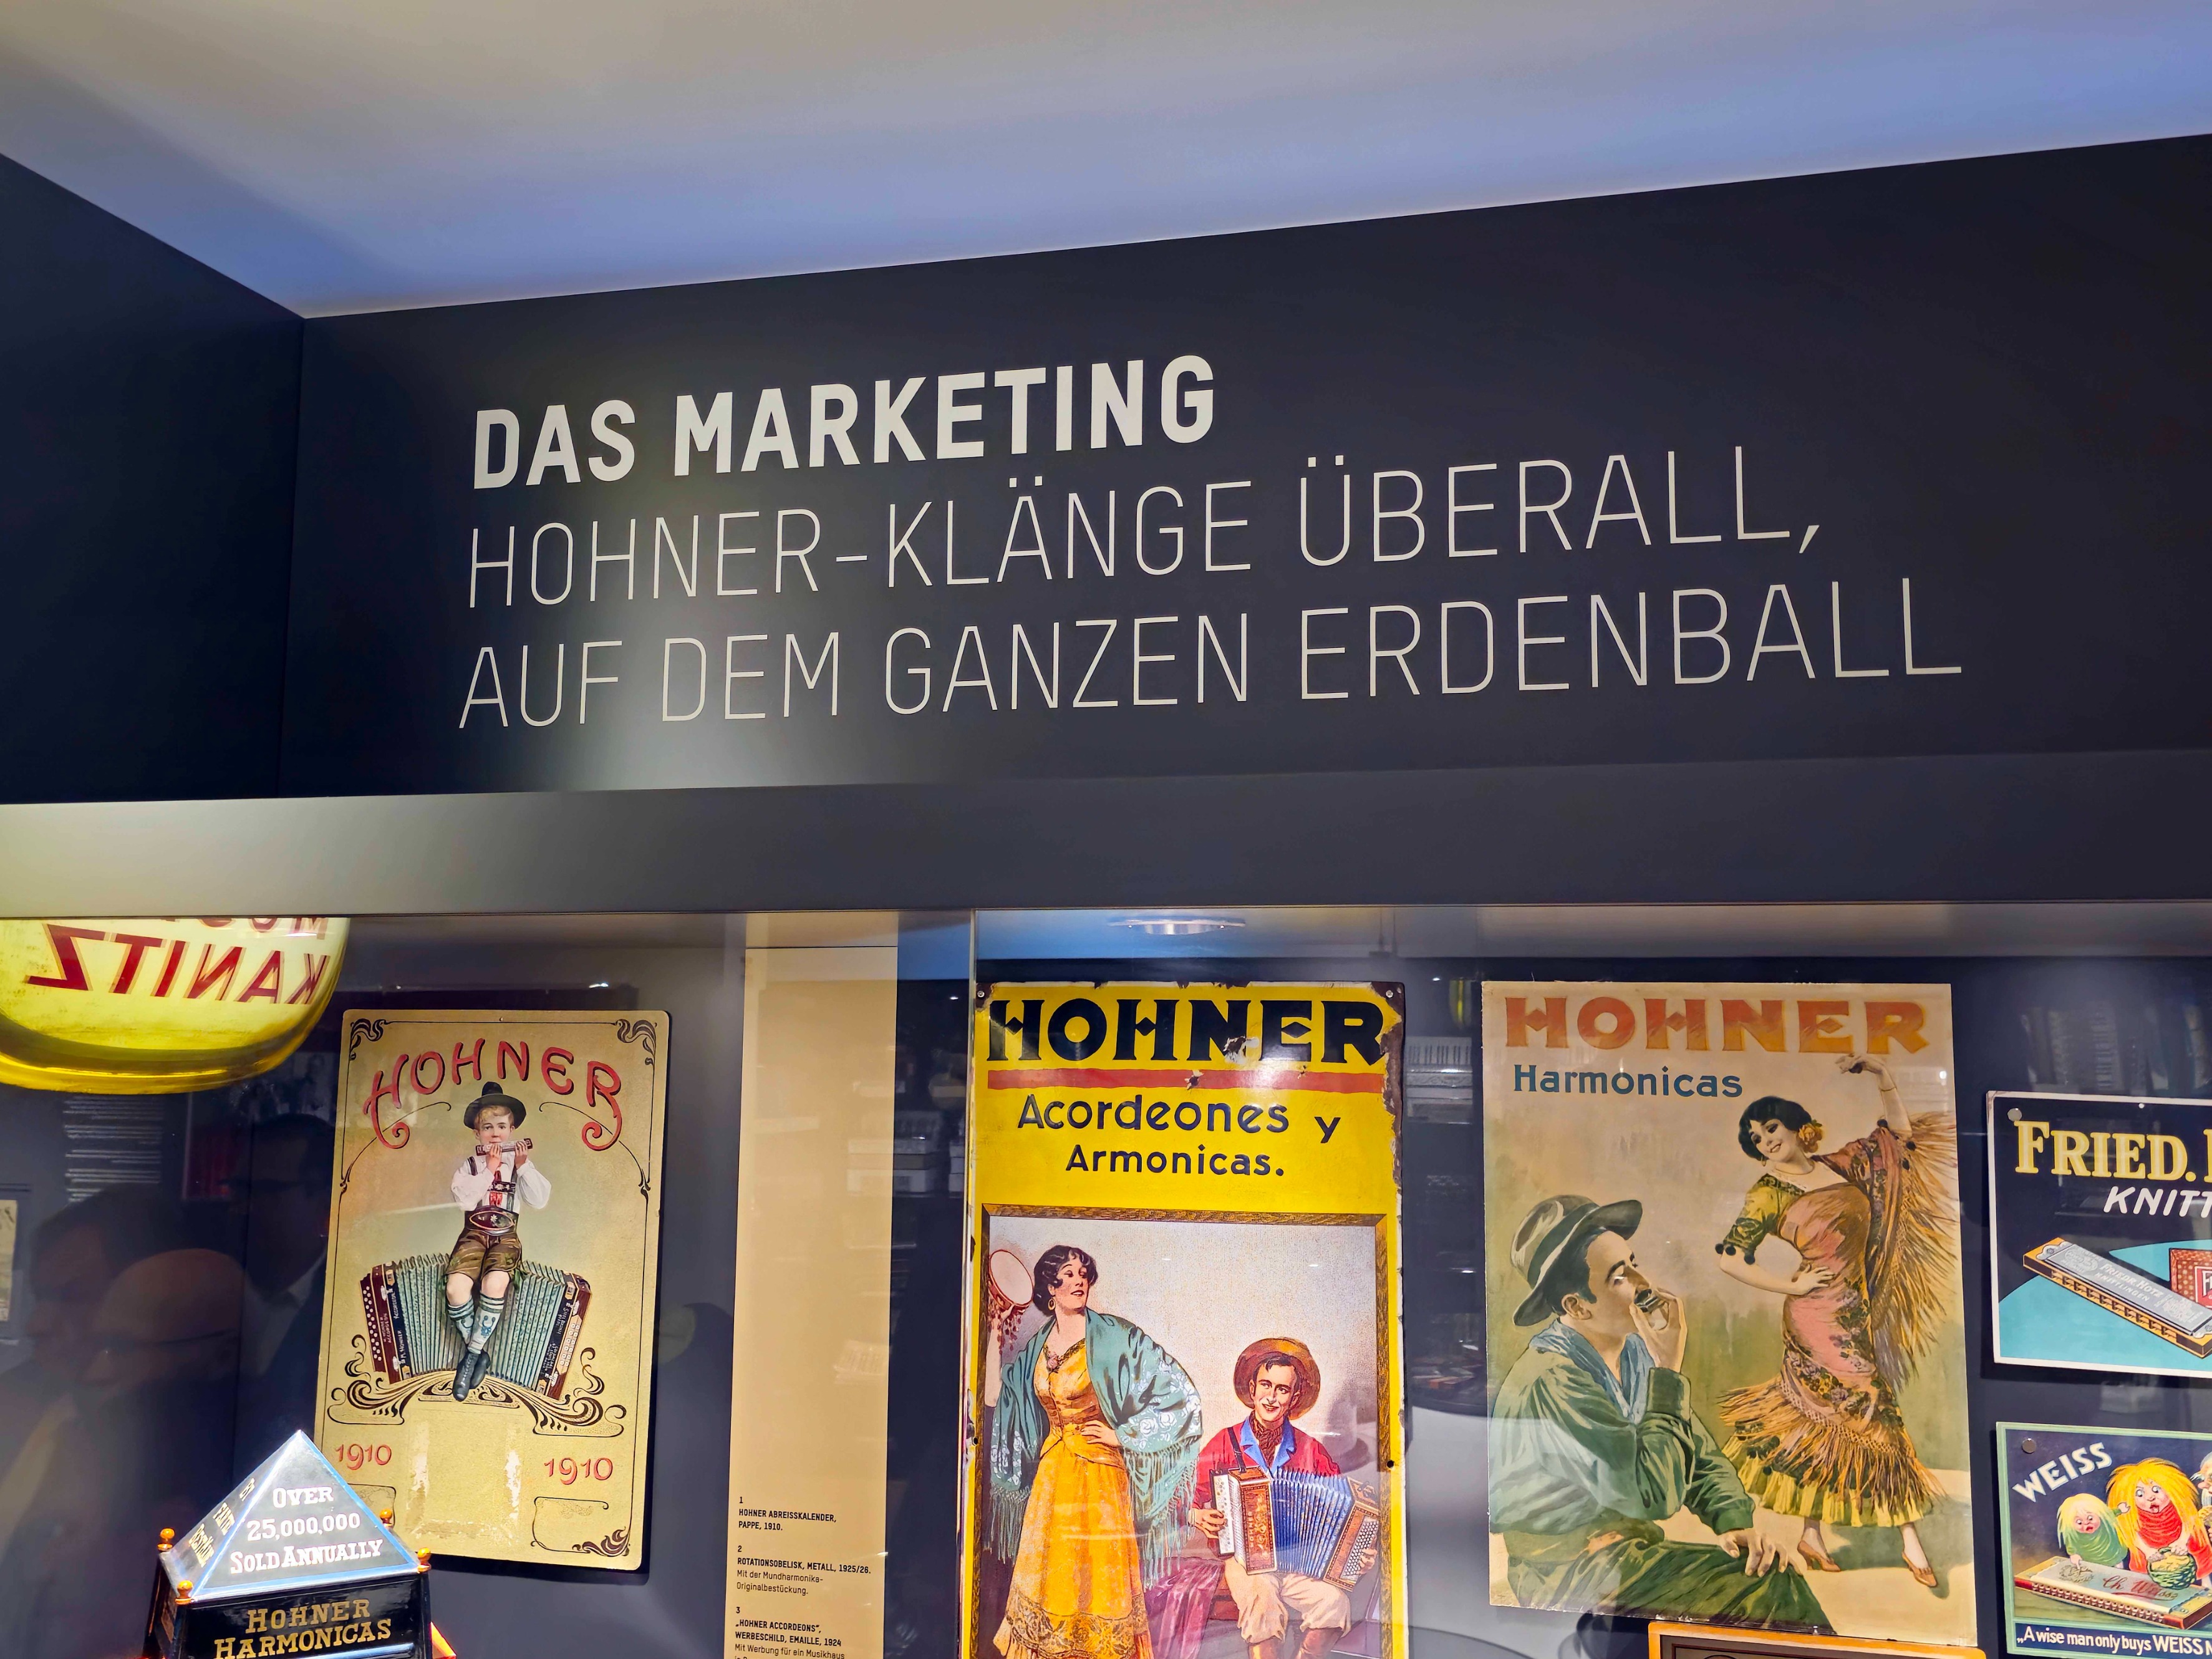 DAS MARKETING
HOHNER-KLÄNGE ÜBERALL,
AUF DEM GANZEN ERDENBALL
KANITZ
HOHNER
1910 1910
OVER
25,000,000
SOLD ANNUALLY
HOHNER
HARMONICAS
1
HOHNER ABREISSKALENDER,
PAPPE, 1910.
2
ROTATIONSOBELISK, METALL, 1925/26.
Mit der Mundharmonika-
Originalbestückung.
3
„HOHNER ACCORDEONS",
WERBESCHILD, EMAILLE, 1924
Mit Werbung für ein Musikhaus
HOHNER
Acordeones y
Armonicas.
HOHNER
Harmonicas
FRIED.
KNITT
WEISS
„A wise man only buys WEISS